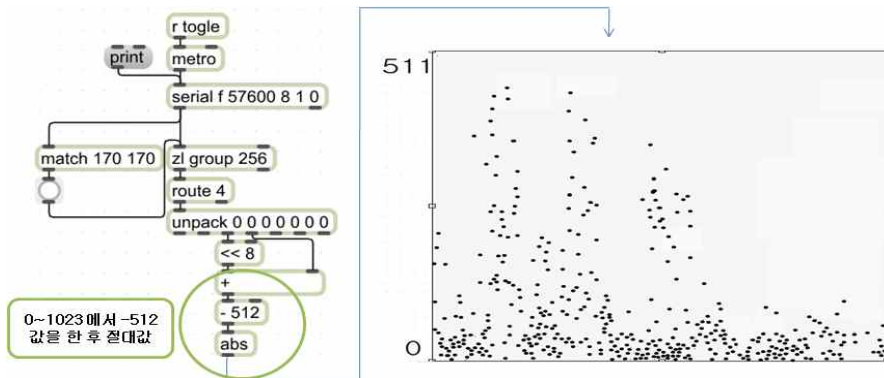 r togle
print
metro
serial f 57600 8 1 0
match 170 170
zl group 256
route 4
unpack 0 0 0 0 0 0 0
<< 8
+
- 512
abs
0~1023에서 -512
값을 한 후 절대값
511
0